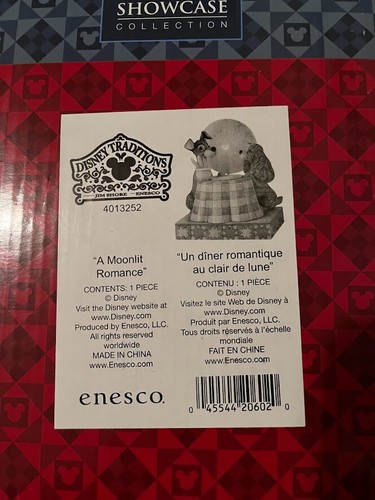 SHOWCASE
COLLECTION
DISNEY TRADITIONS
JIM SHORE ENESCO
4013252
"A Moonlit
Romance"
CONTENTS: 1 PIECE
© Disney
Visit the Disney website at
www.Disney.com
Produced by Enesco, LLC.
All rights reserved
worldwide
MADE IN CHINA
www.Enesco.com
"Un dîner romantique
au clair de lune"
CONTENU : 1 PIECE
© Disney
Visitez le site Web de Disney à
www.Disney.com
Produit par Enesco, LLC.
Tous droits réservés à l'échelle
mondiale
FAIT EN CHINE
www.Enesco.com
enesco.
0 45544 20602 0